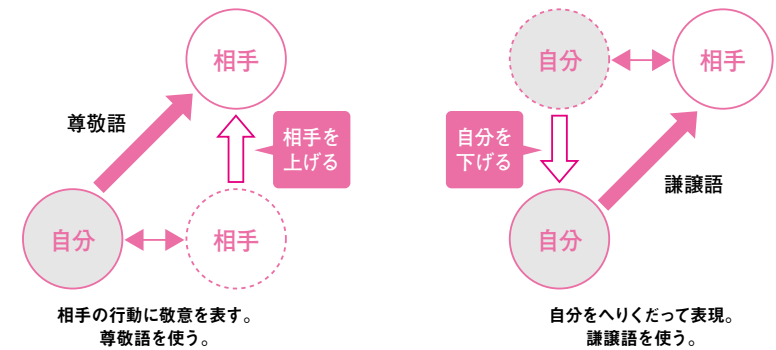 相手
尊敬語
相手を
上げる
自分
相手
相手の行動に敬意を表す。
尊敬語を使う。
自分
相手
自分を
下げる
謙譲語
自分
自分をへりくだって表現。
謙譲語を使う。